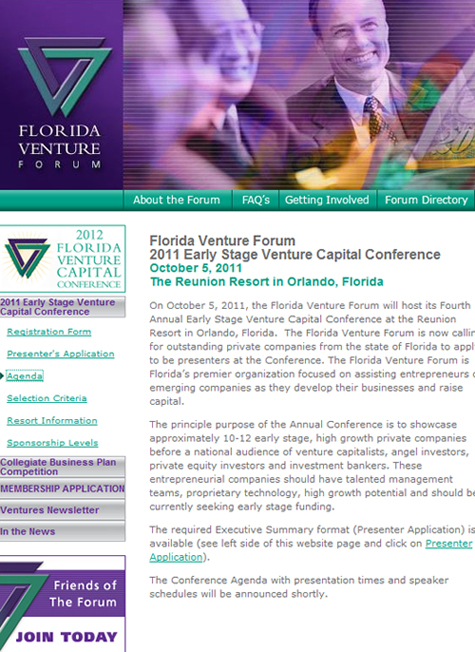 FLORIDA
VENTURE
FORUM
About the Forum
FAQ's
Getting Involved
Forum Directory
2012
FLORIDA
VENTURE
CAPITAL
CONFERENCE
2011 Early Stage Venture
Capital Conference
Registration Form
Presenter's Application
Agenda
Selection Criteria
Resort Information
Sponsorship Levels
Collegiate Business Plan
Competition
MEMBERSHIP APPLICATION
Ventures Newsletter
In the News
Friends of
The Forum
JOIN TODAY
Florida Venture Forum
2011 Early Stage Venture Capital Conference
October 5, 2011
The Reunion Resort in Orlando, Florida
On October 5, 2011, the Florida Venture Forum will host its Fourth
Annual Early Stage Venture Capital Conference at the Reunion
Resort in Orlando, Florida. The Florida Venture Forum is now callin
for outstanding private companies from the state of Florida to apply
to be presenters at the Conference. The Florida Venture Forum is
Florida's premier organization focused on assisting entrepreneurs
emerging companies as they develop their businesses and raise
capital.
The principle purpose of the Annual Conference is to showcase
approximately 10-12 early stage, high growth private companies
before a national audience of venture capitalists, angel investors,
private equity investors and investment bankers. These
entrepreneurial companies should have talented management
teams, proprietary technology, high growth potential and should be
currently seeking early stage funding.
The required Executive Summary format (Presenter Application) is
available (see left side of this website page and click on Presenter
Application).
The Conference Agenda with presentation times and speaker
schedules will be announced shortly.